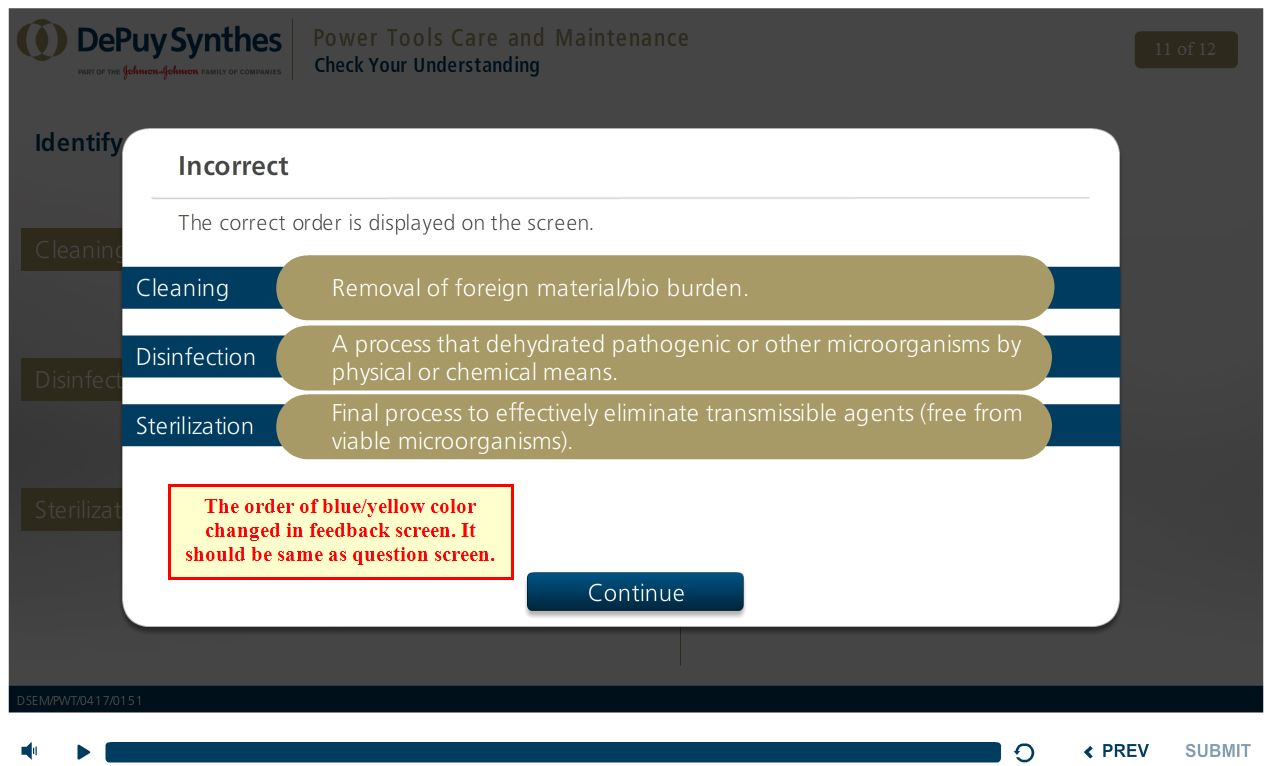 DePuy Synthes
PART OF THE Johnson & Johnson FAMILY OF COMPANIES
Power Tools Care and Maintenance
Check Your Understanding
11 of 12
Identify
Incorrect
The correct order is displayed on the screen.
Cleaning
Cleaning
Removal of foreign material/bio burden.
Disinfection
A process that dehydrated pathogenic or other microorganisms by
physical or chemical means.
Disinfect
Sterilization
Final process to effectively eliminate transmissible agents (free from
viable microorganisms).
Sterilizat
The order of blue/yellow color
changed in feedback screen. It
should be same as question screen.
Continue
DSEM/PWT/0417/0151
PREV
SUBMIT